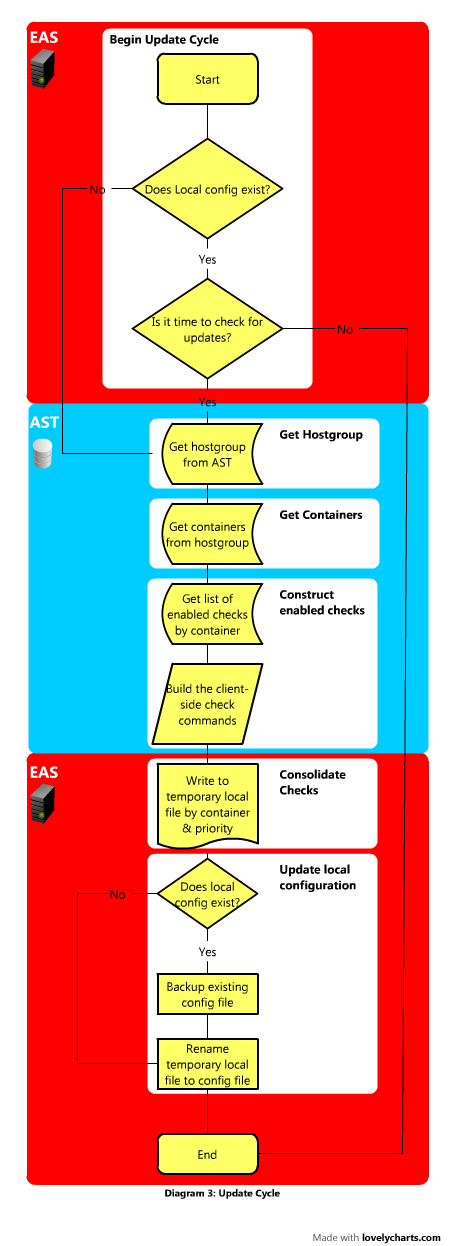 EAS
Begin Update Cycle
Start
No
Does Local config exist?
Yes
Is it time to check for
updates?
No
Yes
AST
Get hostgroup
from AST
Get Hostgroup
Get containers
from hostgroup
Get Containers
Get list of
enabled checks
by container
Construct
enabled checks
Build the client-
side check
commands
EAS
Write to
temporary local
file by container
& priority
Consolidate
Checks
Does local
config exist?
Update local
configuration
No
Yes
Backup existing
config file
Rename
temporary local
file to config file
End
Diagram 3: Update Cycle
Made with lovelycharts.com